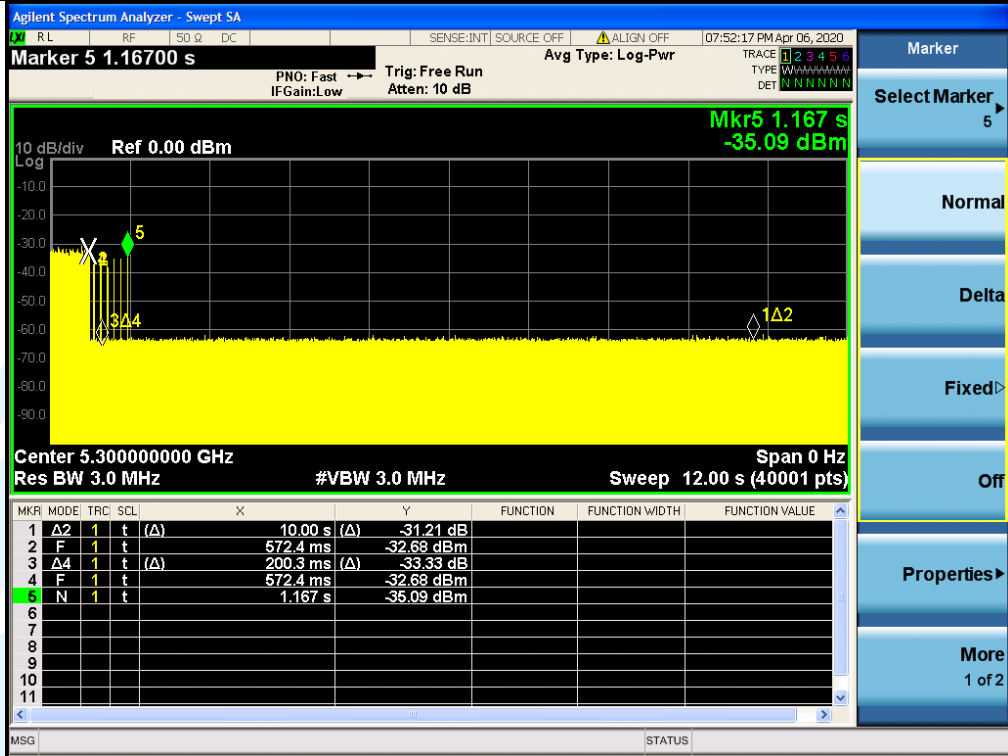 Agilent Spectrum Analyzer - Swept SA
LXI RL RF 50 Ω DC SENSE:INT SOURCE OFF ALIGN OFF 07:52:17 PM Apr 06, 2020
Marker 5 1.16700 s
PNO: Fast
IFGain:Low
Trig: Free Run
Atten: 10 dB
Avg Type: Log-Pwr
TRACE 1 2 3 4 5 6
TYPE WWWWWW
DET N N N N N N
Mkr5 1.167 s
-35.09 dBm
10 dB/div Ref 0.00 dBm
Log
-10.0
-20.0
-30.0
-40.0
-50.0
-60.0
-70.0
-80.0
-90.0
5
3Δ4
1Δ2
Center 5.300000000 GHz Span 0 Hz
Res BW 3.0 MHz #VBW 3.0 MHz Sweep 12.00 s (40001 pts)
MKR MODE TRC SCL X Y FUNCTION FUNCTION WIDTH FUNCTION VALUE
1 Δ2 1 t (Δ) 10.00 s (Δ) -31.21 dB
2 F 1 t 572.4 ms -32.68 dBm
3 Δ4 1 t (Δ) 200.3 ms (Δ) -33.33 dB
4 F 1 t 572.4 ms -32.68 dBm
5 N 1 t 1.167 s -35.09 dBm
6
7
8
9
10
11
MSG STATUS
Marker
Select Marker
5
Normal
Delta
Fixed
Off
Properties
More
1 of 2